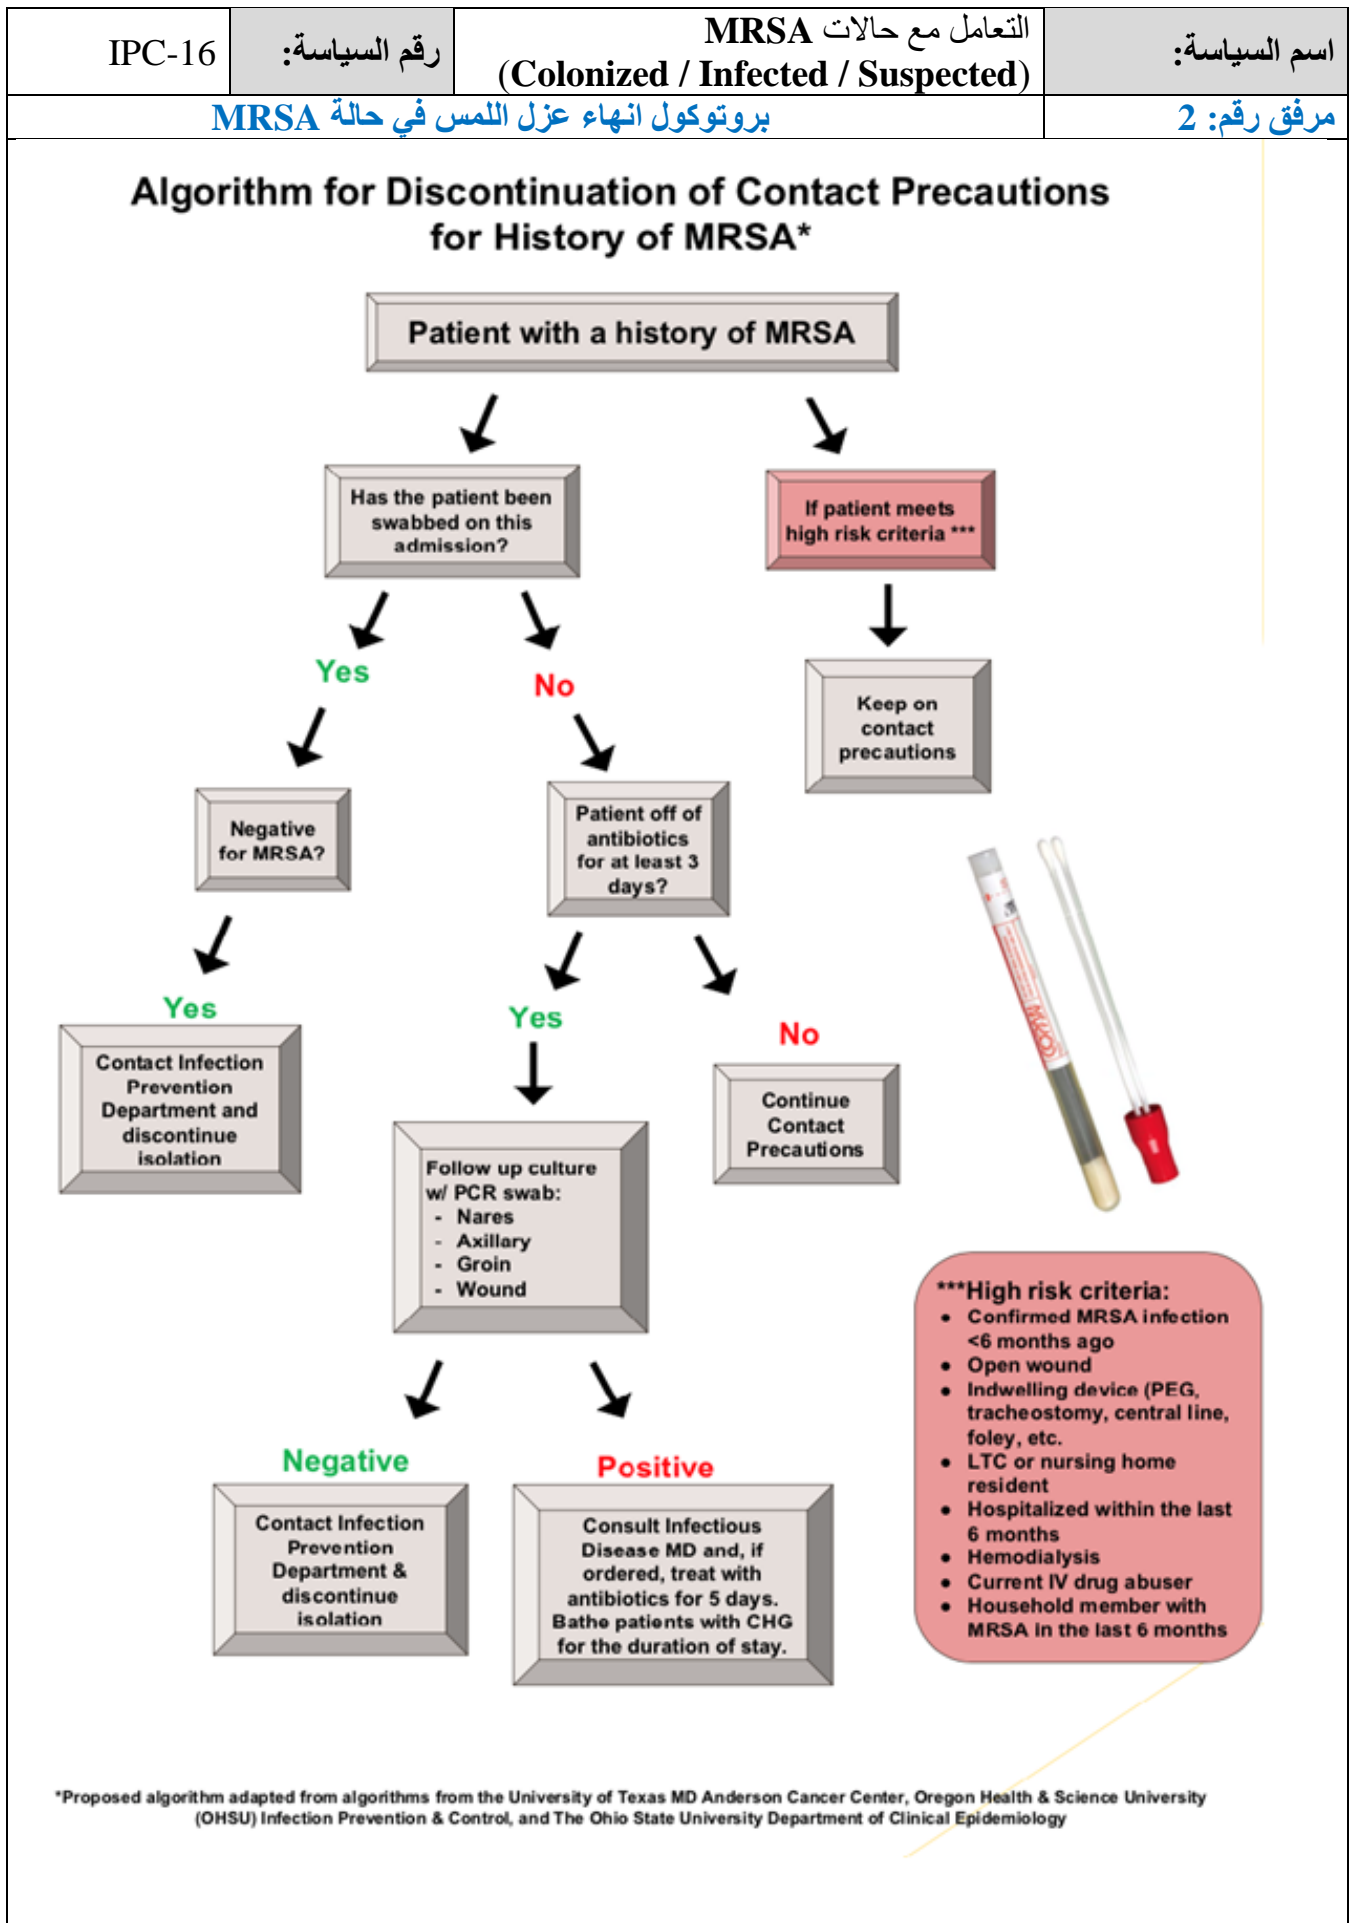 اسم السياسة:
التعامل مع حالات MRSA
(Colonized / Infected / Suspected)
رقم السياسة:
IPC-16
مرفق رقم: 2
بروتوكول انهاء عزل اللمس في حالة MRSA
Algorithm for Discontinuation of Contact Precautions
for History of MRSA*
Patient with a history of MRSA
Has the patient been
swabbed on this
admission?
If patient meets
high risk criteria ***
Yes
No
Keep on
contact
precautions
Negative
for MRSA?
Patient off of
antibiotics
for at least 3
days?
Yes
Contact Infection
Prevention
Department and
discontinue
isolation
Yes
No
Continue
Contact
Precautions
Follow up culture
w/ PCR swab:
- Nares
- Axillary
- Groin
- Wound
Negative
Positive
Contact Infection
Prevention
Department &
discontinue
isolation
Consult Infectious
Disease MD and, if
ordered, treat with
antibiotics for 5 days.
Bathe patients with CHG
for the duration of stay.
***High risk criteria:
• Confirmed MRSA infection
<6 months ago
• Open wound
• Indwelling device (PEG,
tracheostomy, central line,
foley, etc.
• LTC or nursing home
resident
• Hospitalized within the last
6 months
• Hemodialysis
• Current IV drug abuser
• Household member with
MRSA in the last 6 months
*Proposed algorithm adapted from algorithms from the University of Texas MD Anderson Cancer Center, Oregon Health & Science University
(OHSU) Infection Prevention & Control, and The Ohio State University Department of Clinical Epidemiology